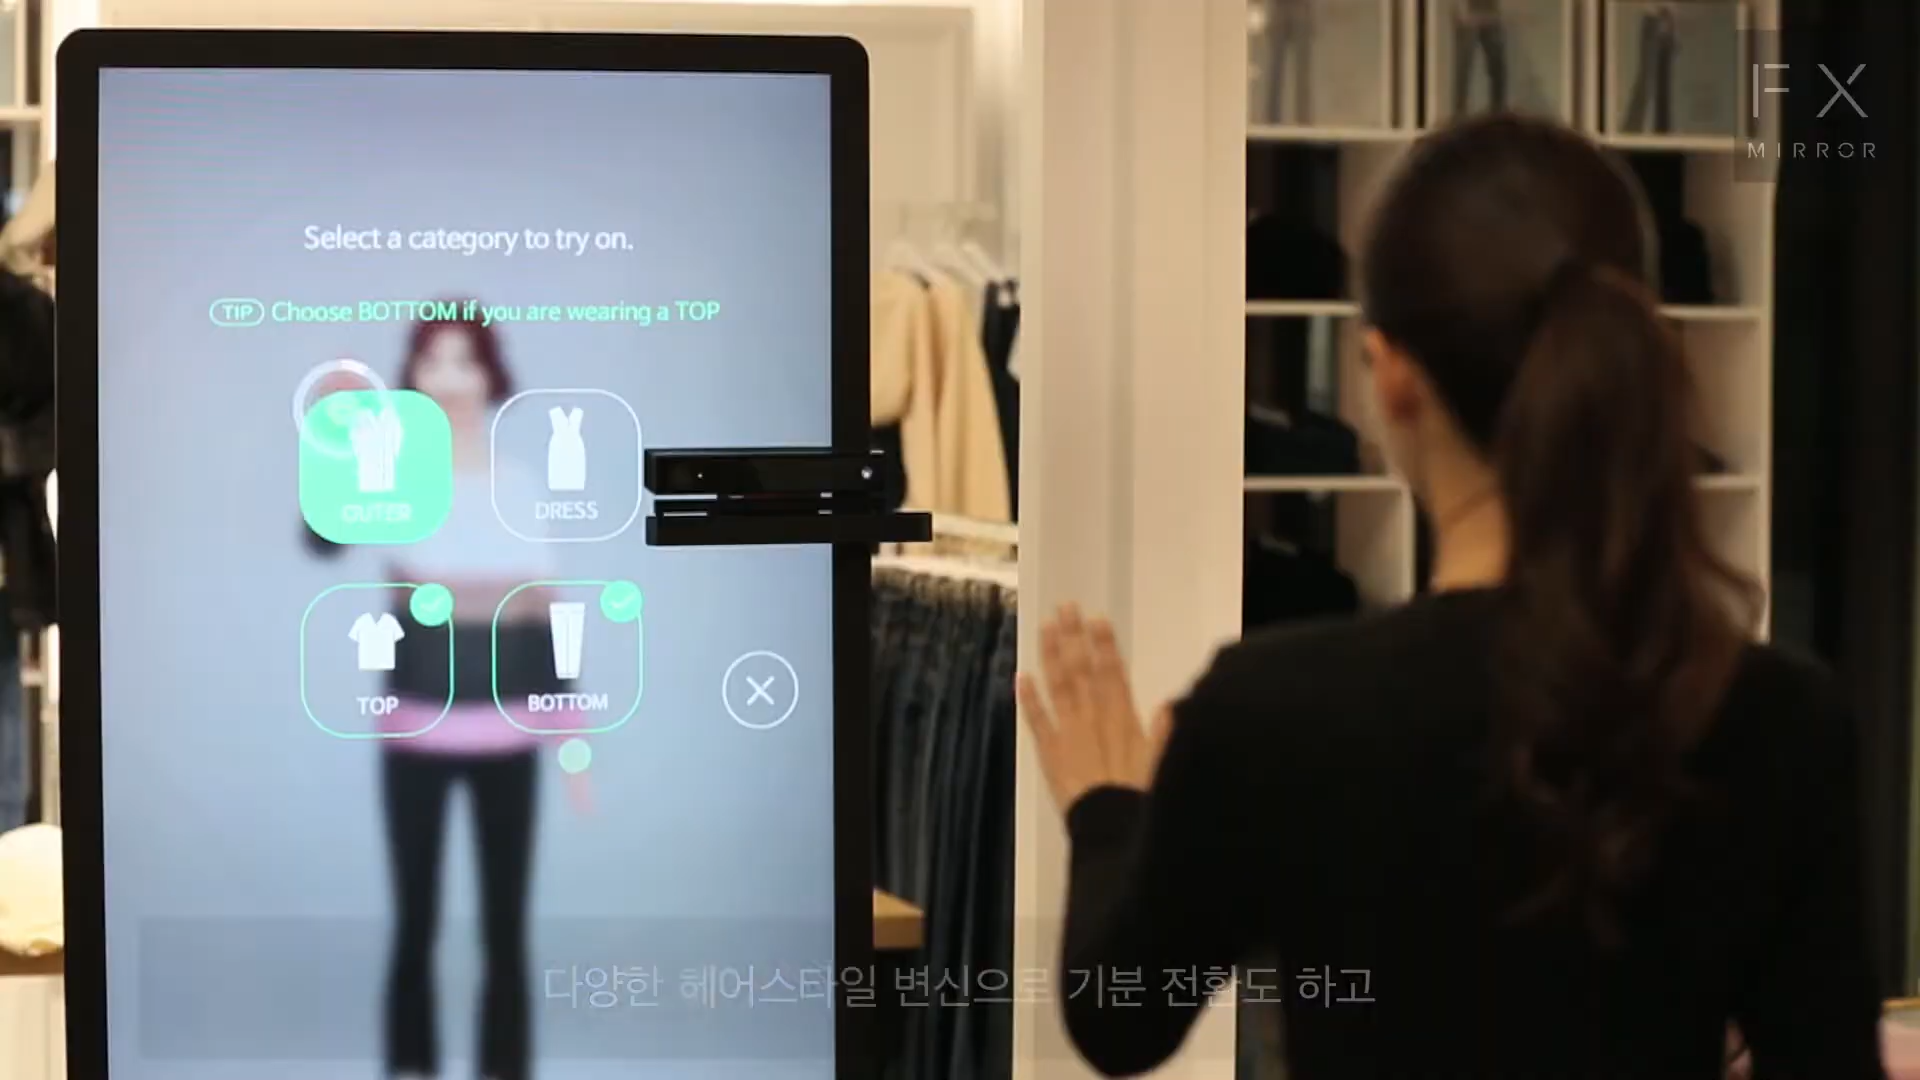 FX
MIRROR
Select a category to try on.
TIP Choose BOTTOM if you are wearing a TOP
OUTER
DRESS
TOP
BOTTOM
다양한 헤어스타일 변신으로 기분 전환도 하고